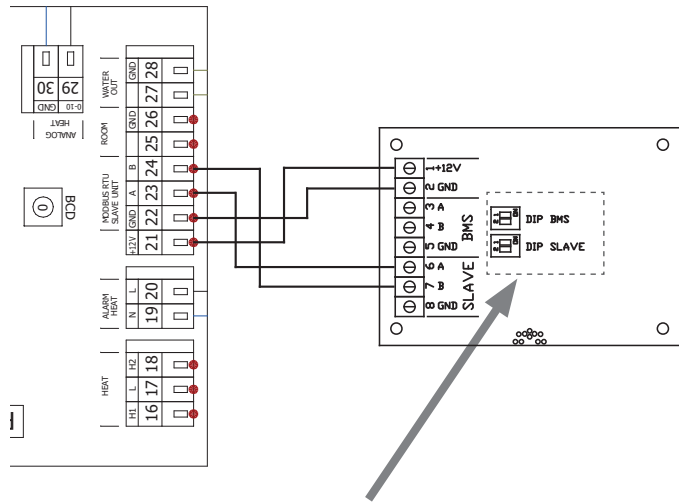 30 29
GND 0-10
ANALOG
HEAT
BCD
0
WATER
OUT
GND 28
27
ROOM
GND 26
25
MODBUS RTU
SLAVE UNIT
B 24
A 23
GND 22
+12V 21
ALARM
HEAT
L 20
N 19
HEAT
H2 18
L 17
H1 16
1 +12V
2 GND
3 A
4 B
5 GND
BMS
6 A
7 B
8 GND
SLAVE
DIP BMS
DIP SLAVE